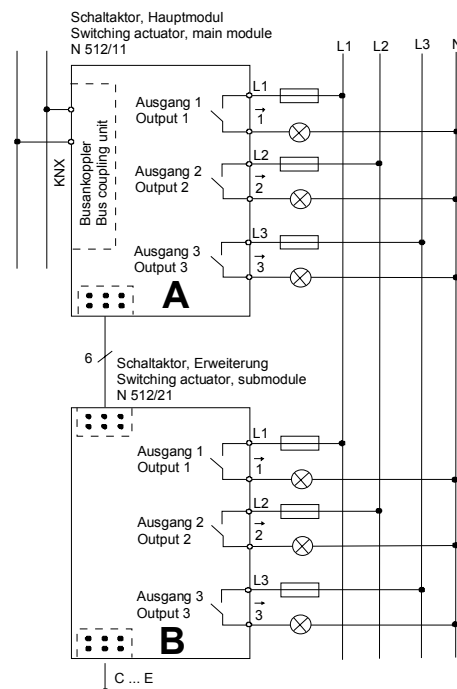 Schaltaktor, Hauptmodul
Switching actuator, main module
N 512/11
L1
L2
L3
N
KNX
Busankoppler
Bus coupling unit
Ausgang 1
Output 1
L1
1
Ausgang 2
Output 2
L2
2
Ausgang 3
Output 3
L3
3
A
6
Schaltaktor, Erweiterung
Switching actuator, submodule
N 512/21
Ausgang 1
Output 1
L1
1
Ausgang 2
Output 2
L2
2
Ausgang 3
Output 3
L3
3
B
C ... E